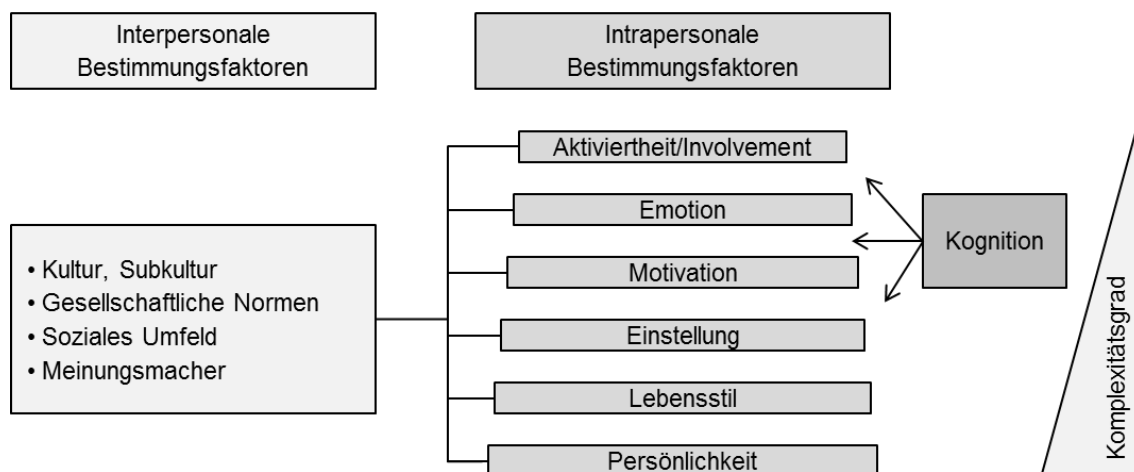 Interpersonale
Bestimmungsfaktoren
Intrapersonale
Bestimmungsfaktoren
• Kultur, Subkultur
• Gesellschaftliche Normen
• Soziales Umfeld
• Meinungsmacher
Aktiviertheit/Involvement
Emotion
Motivation
Einstellung
Lebensstil
Persönlichkeit
Kognition
Komplexitätsgrad